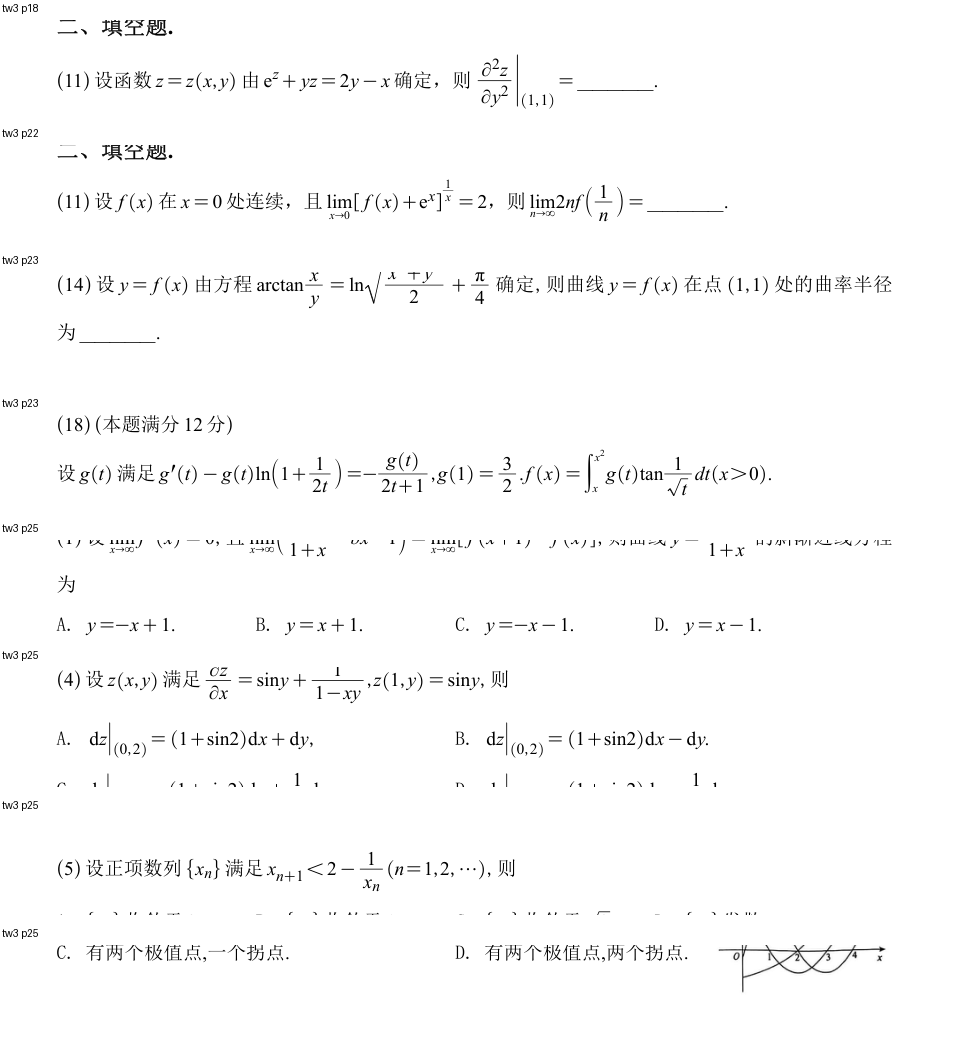 tw3 p18
二、填空题.
(11) 设函数 z=z(x,y) 由 e^z+yz=2y-x 确定，则 ∂²z/∂y² |(1,1) = ________.
tw3 p22
二、填空题.
(11) 设 f(x) 在 x=0 处连续，且 lim_{x→0}[f(x)+e^x]^{1/x}=2，则 lim_{n→∞}2nf(1/n)=________.
tw3 p23
(14) 设 y=f(x) 由方程 arctan x/y =ln√ /2 + π/4 确定, 则曲线 y=f(x) 在点 (1,1) 处的曲率半径
为 ________.
tw3 p23
(18) (本题满分 12 分)
设 g(t) 满足 g′(t)-g(t)ln(1+1/2t)=-g(t)/2t+1,g(1)=3/2.f(x)=∫_x^{x²} g(t)tan 1/√t dt(x>0).
tw3 p25
x→∞ x→∞ 1+x x→∞ 1+x
为
A. y=-x+1. B. y=x+1. C. y=-x-1. D. y=x-1.
tw3 p25
(4) 设 z(x,y) 满足 ∂z/∂x =siny+1/1-xy,z(1,y)=siny, 则
A. dz|(0,2)=(1+sin2)dx+dy, B. dz|(0,2)=(1+sin2)dx-dy.
tw3 p25
(5) 设正项数列 {x_n} 满足 x_{n+1}<2-1/x_n (n=1,2,⋯), 则
tw3 p25
C. 有两个极值点,一个拐点. D. 有两个极值点,两个拐点. O 1 2 3 4 x